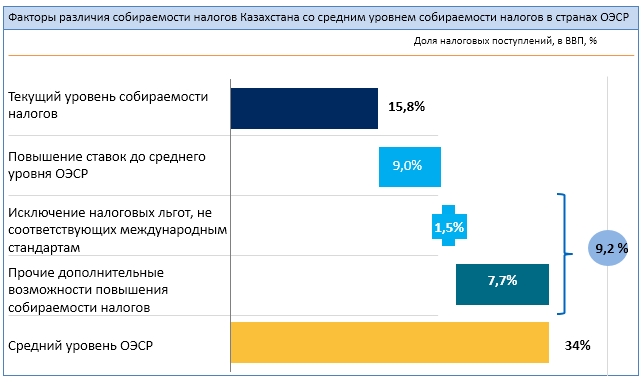 Факторы различия собираемости налогов Казахстана со средним уровнем собираемости налогов в странах ОЭСР
Доля налоговых поступлений, в ВВП, %
Текущий уровень собираемости
налогов
15,8%
Повышение ставок до среднего
уровня ОЭСР
9,0%
Исключение налоговых льгот, не
соответствующих международным
стандартам
1,5%
9,2 %
Прочие дополнительные
возможности повышения
собираемости налогов
7,7%
Средний уровень ОЭСР
34%